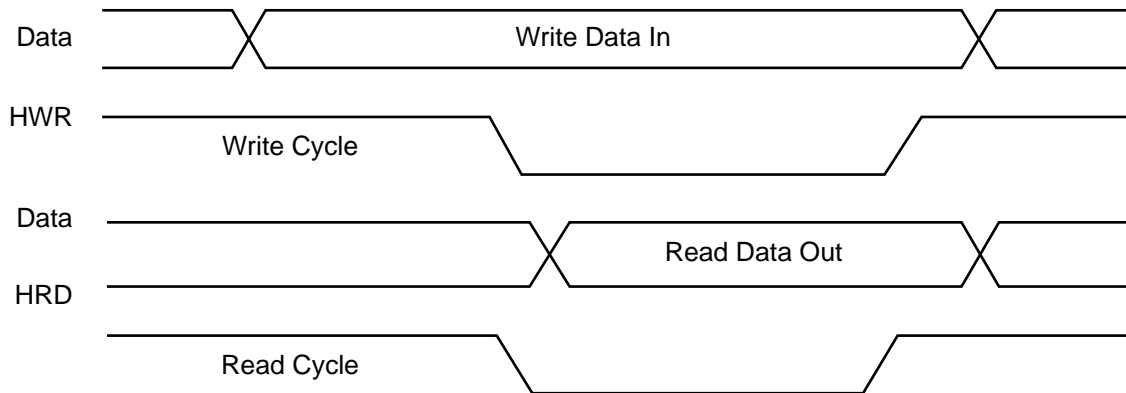 Data
Write Data In
HWR
Write Cycle
Data
Read Data Out
HRD
Read Cycle